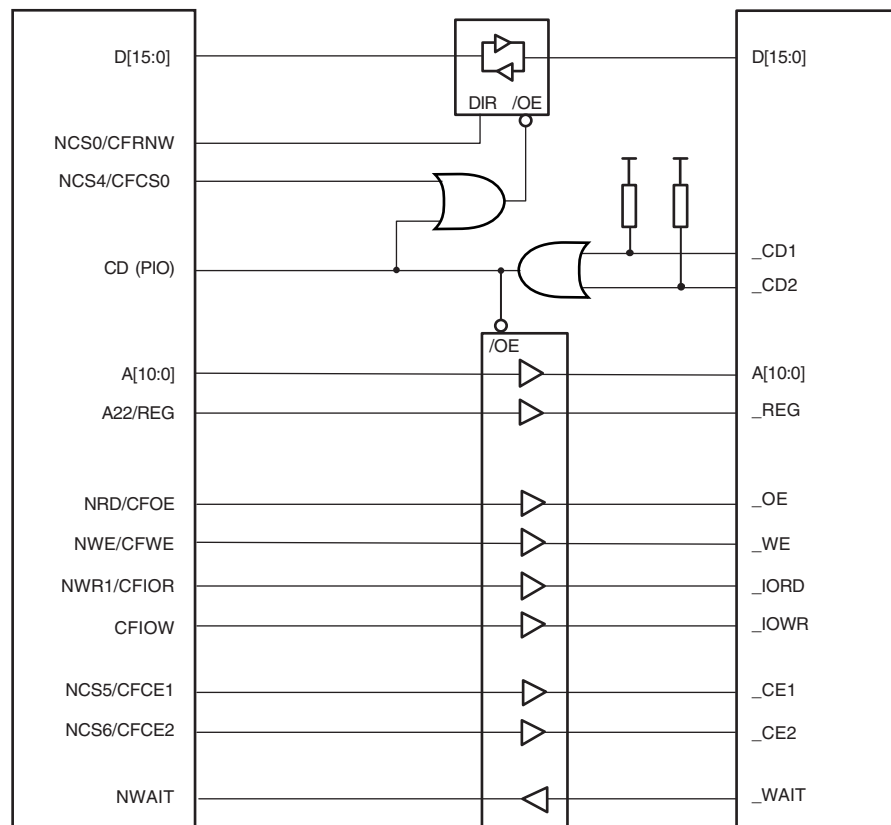 D[15:0] D[15:0]
DIR /OE
NCS0/CFRNW
NCS4/CFCS0
_CD1
CD (PIO)
_CD2
/OE
A[10:0] A[10:0]
A22/REG _REG
NRD/CFOE _OE
NWE/CFWE _WE
NWR1/CFIOR _IORD
CFIOW _IOWR
NCS5/CFCE1 _CE1
NCS6/CFCE2 _CE2
NWAIT _WAIT